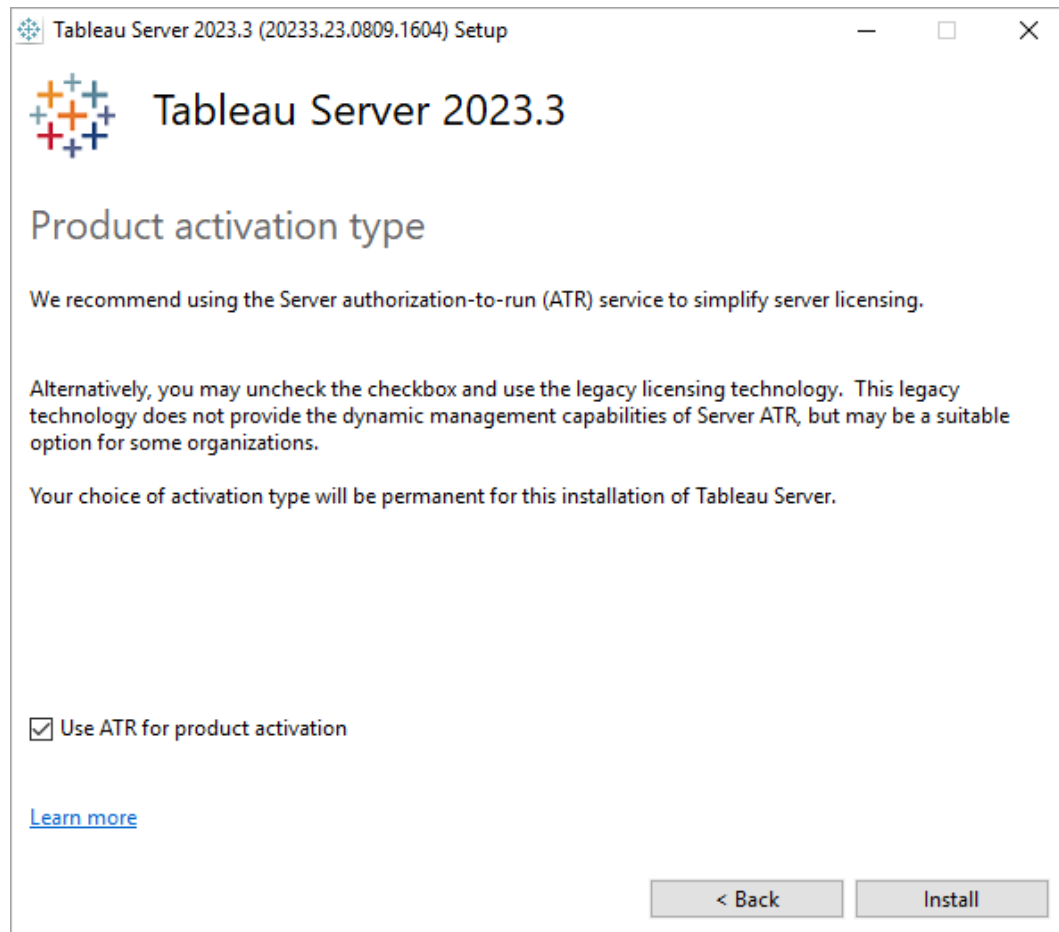 Tableau Server 2023.3 (20233.23.0809.1604) Setup
Tableau Server 2023.3
Product activation type
We recommend using the Server authorization-to-run (ATR) service to simplify server licensing.
Alternatively, you may uncheck the checkbox and use the legacy licensing technology.  This legacy
technology does not provide the dynamic management capabilities of Server ATR, but may be a suitable
option for some organizations.
Your choice of activation type will be permanent for this installation of Tableau Server.
Use ATR for product activation
Learn more
< Back
Install